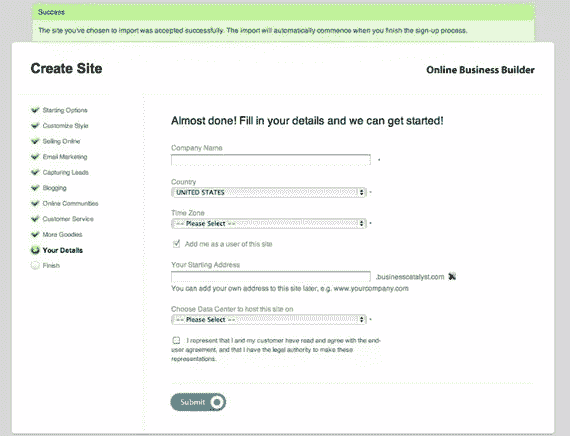 Success
The site you've chosen to import was accepted successfully. The import will automatically commence when you finish the sign-up process.
Create Site
Online Business Builder
Starting Options
Customize Style
Selling Online
Email Marketing
Capturing Leads
Blogging
Online Communities
Customer Service
More Goodies
Your Details
Finish
Almost done! Fill in your details and we can get started!
Company Name
*
Country
UNITED STATES
*
Time Zone
-- Please Select --
*
Add me as a user of this site
Your Starting Address
.businesscatalyst.com
You can add your own address to this site later, e.g. www.yourcompany.com
Choose Data Center to host this site on
-- Please Select --
*
I represent that I and my customer have read and agree with the end-
user agreement, and that I have the legal authority to make these
representations.
Submit